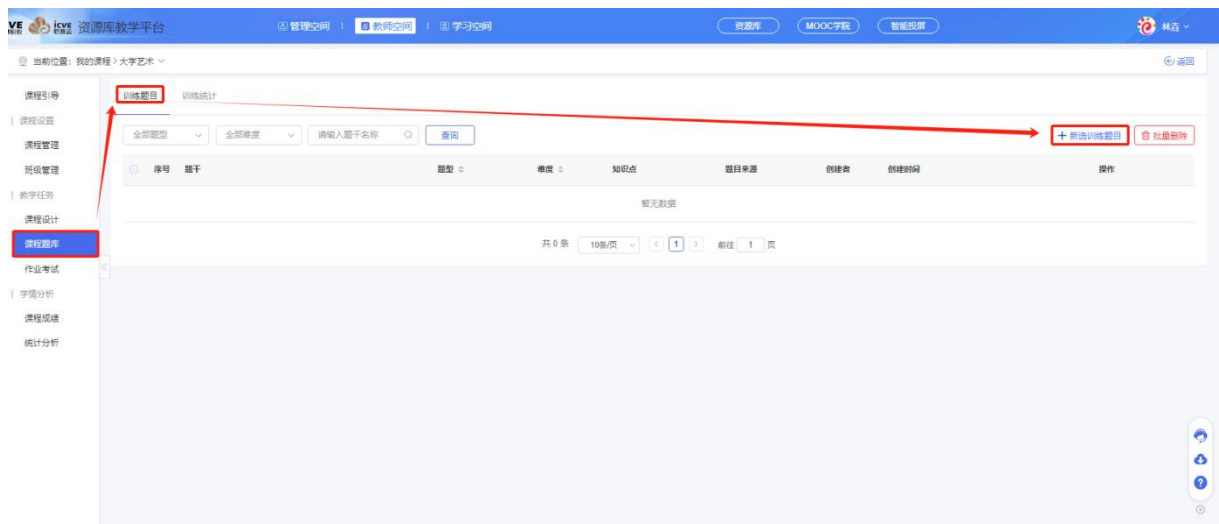 icve 资源库教学平台 管理空间 教师空间 学习空间 资源库 MOOC学院 智能投屏 林垚
当前位置: 我的课程>大学艺术 返回
课程引导
训练题目 训练统计
课程设置
课程管理
全部题型 全部难度 请输入题干名称 查询 + 新选训练题目 批量删除
班级管理
序号 题干 题型 难度 知识点 题目来源 创建者 创建时间 操作
教学任务
暂无数据
课程设计
课程题库
共 0 条 10条/页 < 1 > 前往 1 页
作业考试
学情分析
课程成绩
统计分析